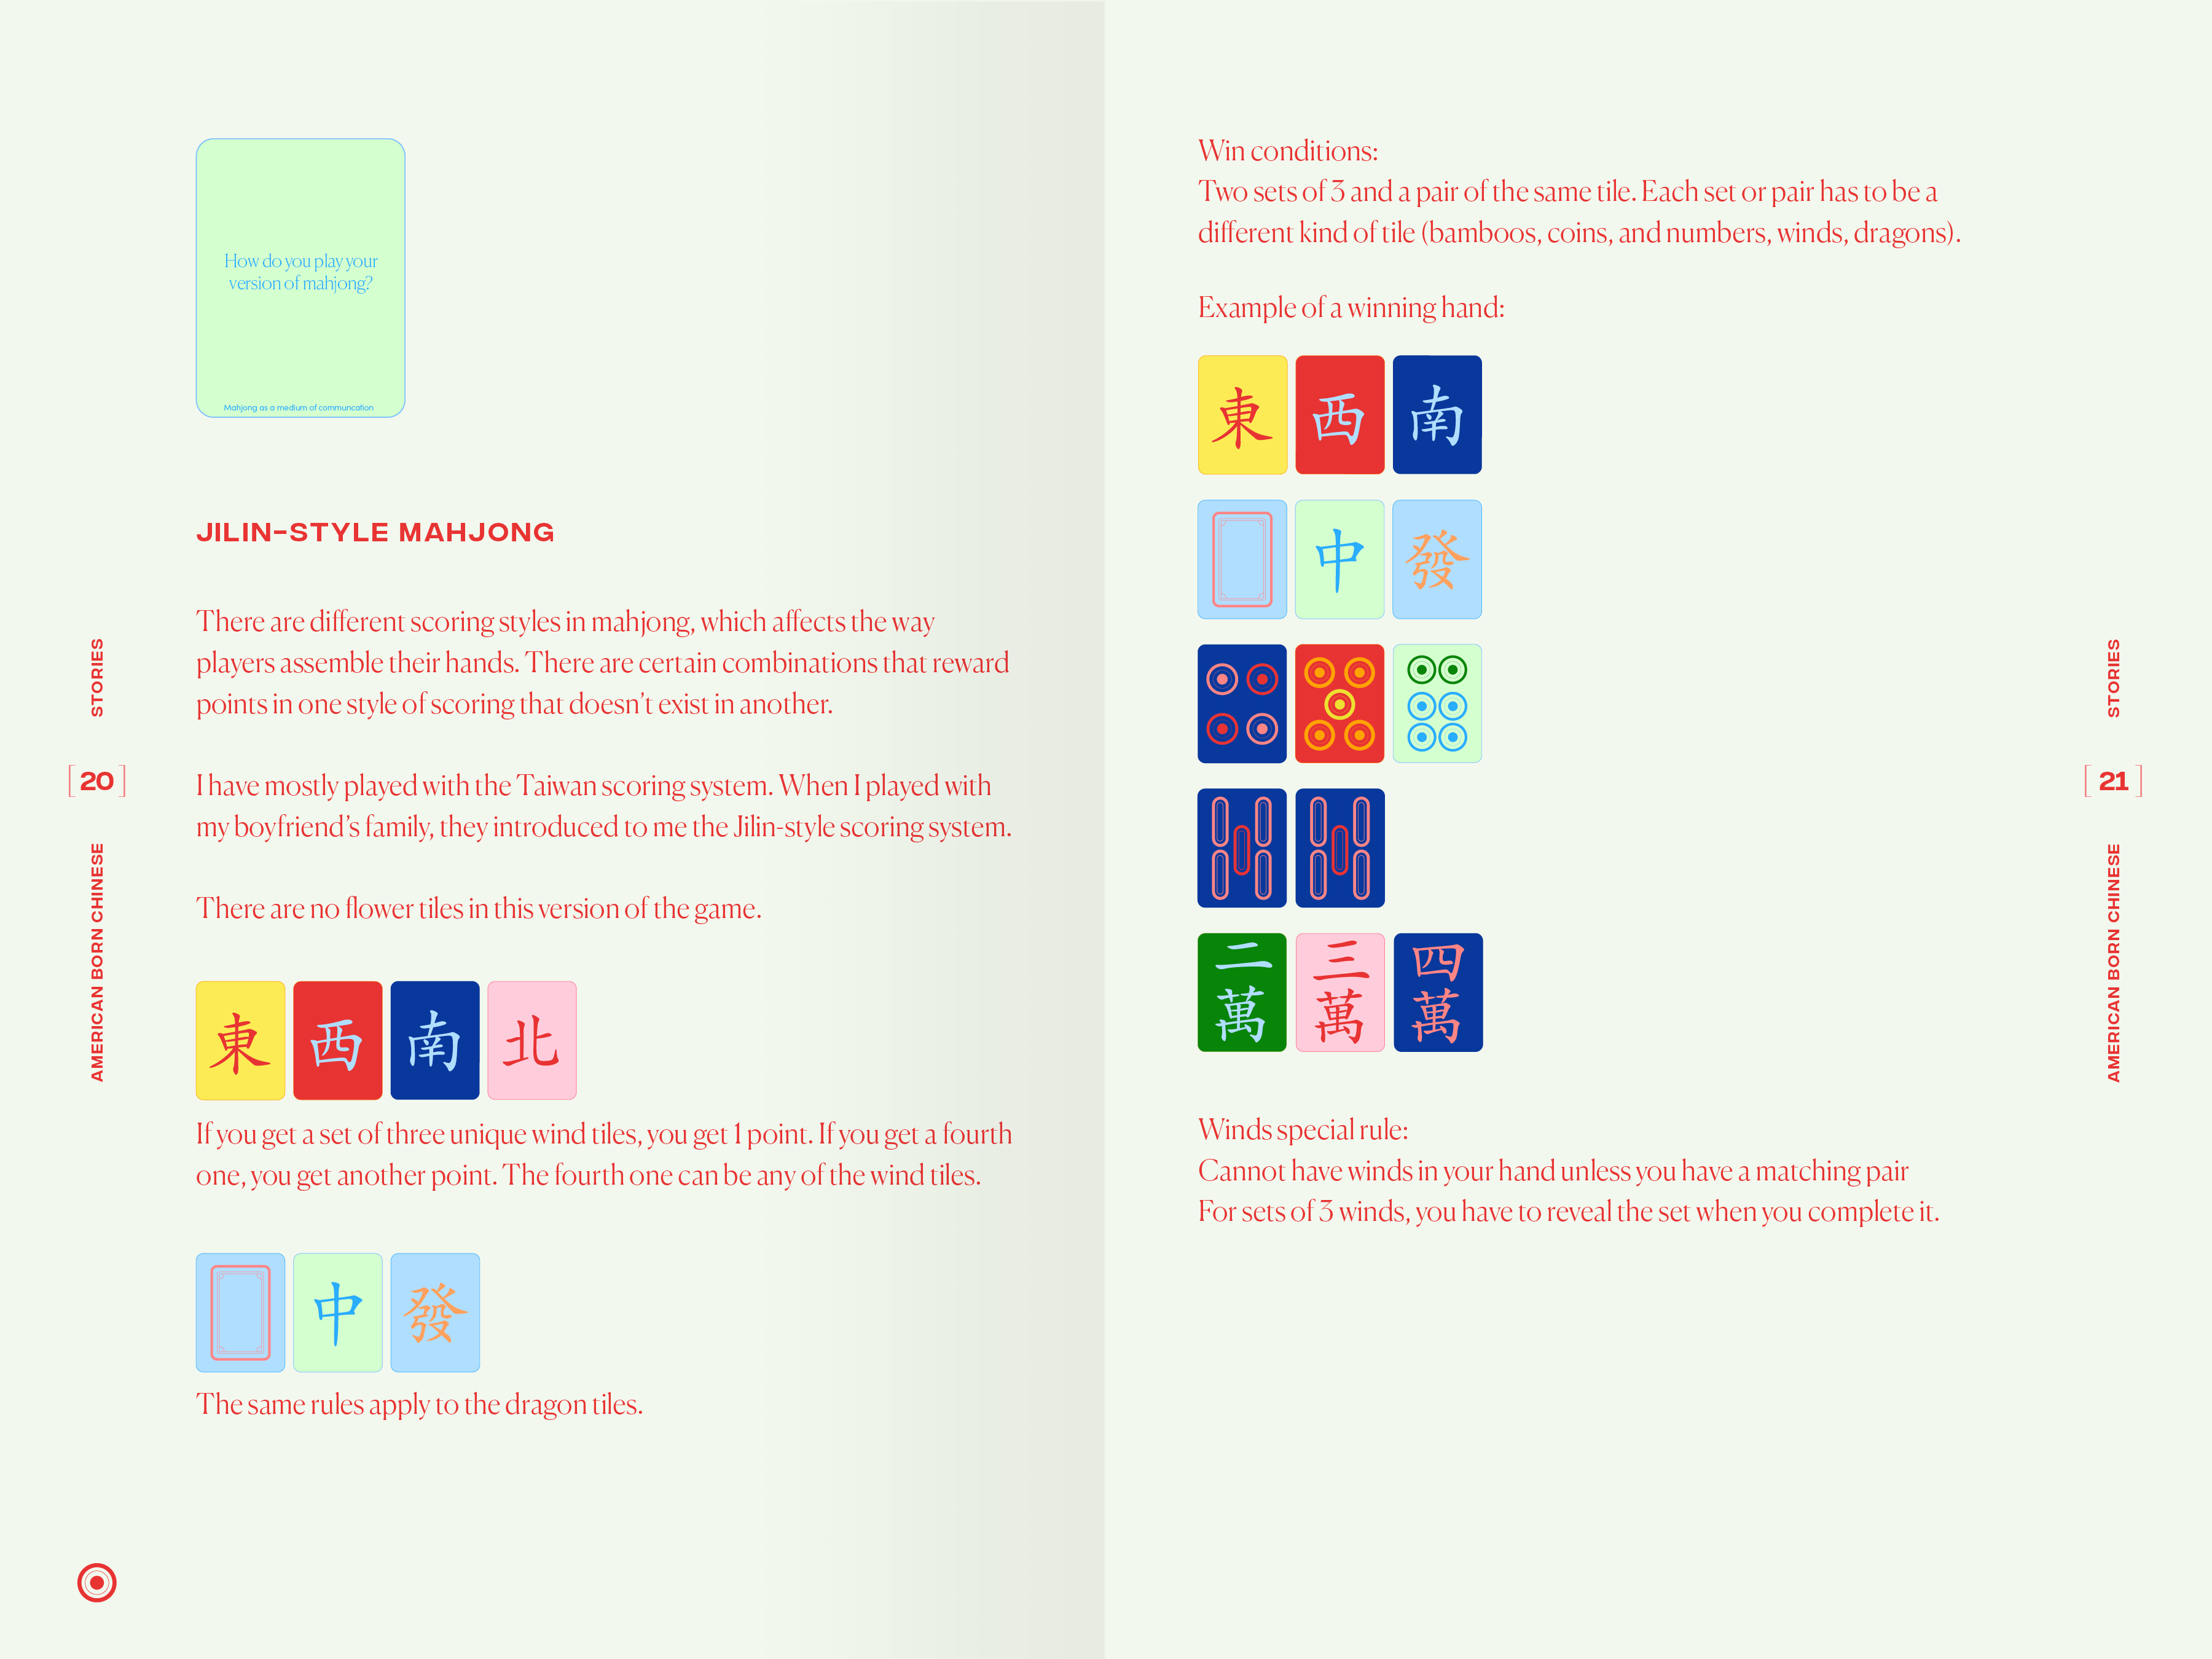 How do you play your
version of mahjong?
Mahjong as a medium of communcation
JILIN-STYLE MAHJONG
There are different scoring styles in mahjong, which affects the way
players assemble their hands. There are certain combinations that reward
points in one style of scoring that doesn’t exist in another.
I have mostly played with the Taiwan scoring system. When I played with
my boyfriend’s family, they introduced to me the Jilin-style scoring system.
There are no flower tiles in this version of the game.
東 西 南 北
If you get a set of three unique wind tiles, you get 1 point. If you get a fourth
one, you get another point. The fourth one can be any of the wind tiles.
中 發
The same rules apply to the dragon tiles.
STORIES
[20]
AMERICAN BORN CHINESE
Win conditions:
Two sets of 3 and a pair of the same tile. Each set or pair has to be a
different kind of tile (bamboos, coins, and numbers, winds, dragons).
Example of a winning hand:
東 西 南
中 發
二萬 三萬 四萬
Winds special rule:
Cannot have winds in your hand unless you have a matching pair
For sets of 3 winds, you have to reveal the set when you complete it.
STORIES
[21]
AMERICAN BORN CHINESE